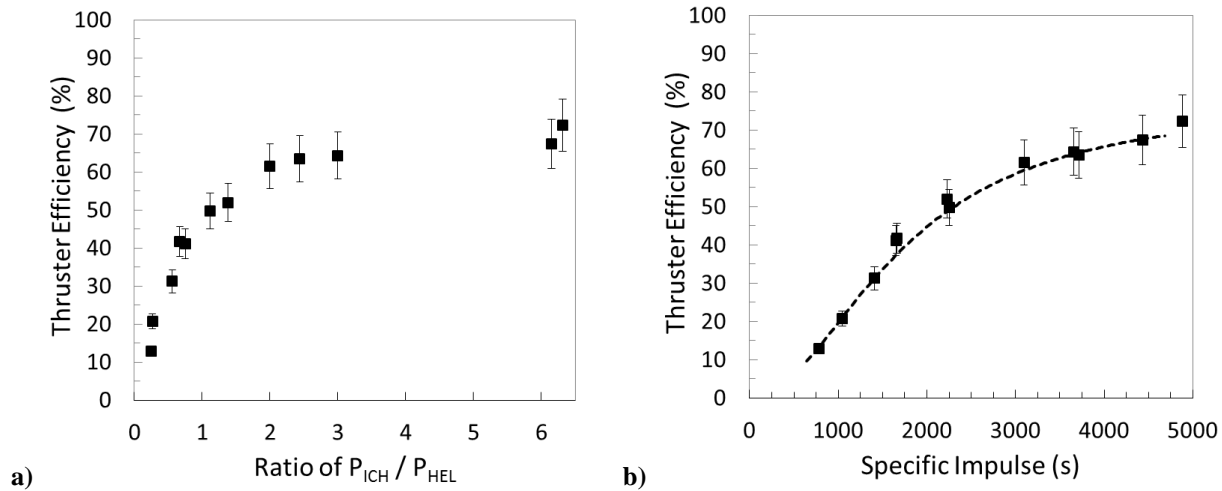 100
90
80
70
60
50
40
30
20
10
0
Thruster Efficiency (%)
0 1 2 3 4 5 6
Ratio of PICH / PHEL
a)
100
90
80
70
60
50
40
30
20
10
0
Thruster Efficiency (%)
0 1000 2000 3000 4000 5000
Specific Impulse (s)
b)